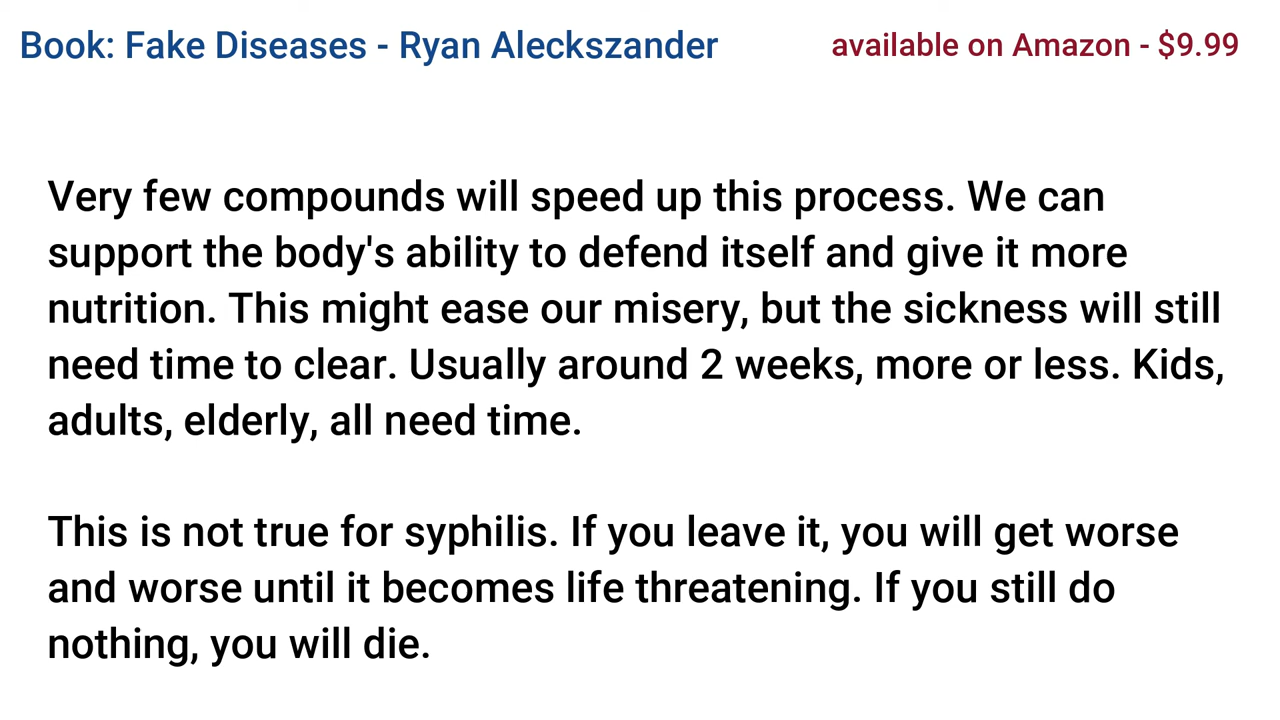 Book: Fake Diseases - Ryan Aleckszander
available on Amazon - $9.99
Very few compounds will speed up this process. We can
support the body's ability to defend itself and give it more
nutrition. This might ease our misery, but the sickness will still
need time to clear. Usually around 2 weeks, more or less. Kids,
adults, elderly, all need time.
This is not true for syphilis. If you leave it, you will get worse
and worse until it becomes life threatening. If you still do
nothing, you will die.